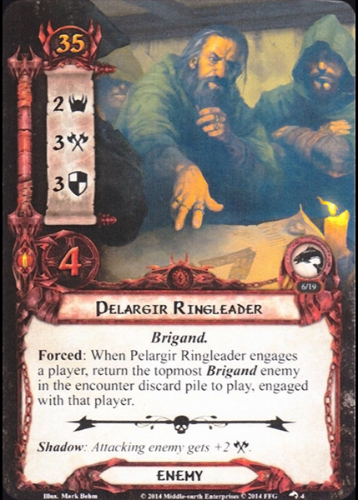 35
2
3
3
4
6/19
Pelargir Ringleader
Brigand.
Forced: When Pelargir Ringleader engages
a player, return the topmost Brigand enemy
in the encounter discard pile to play, engaged
with that player.
Shadow: Attacking enemy gets +2
ENEMY
Illus. Mark Behm © 2014 Middle-earth Enterprises © 2014 FFG 4